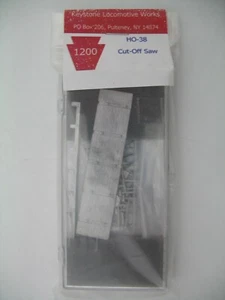 Keystone Locomotive Works
PO Box 206, Pulteney, NY 14874
1200
HO-38
Cut-Off Saw